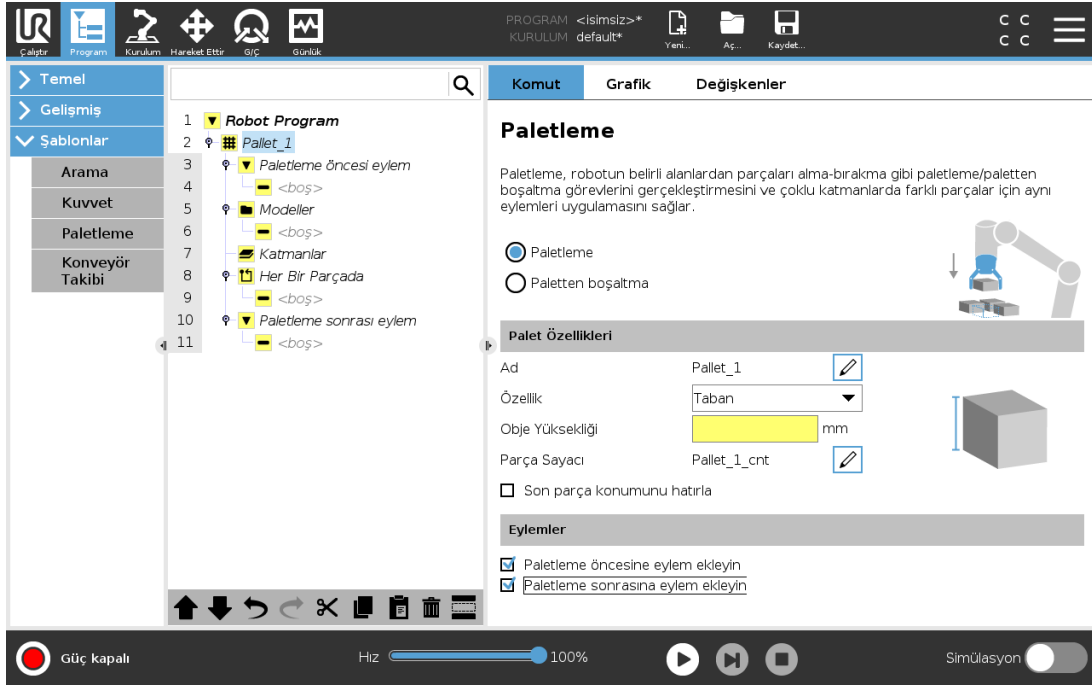 UR
PROGRAM <isimsiz>*
KURULUM default*
C C
C C
Çalıştır Program Kurulum Hareket Ettir G/Ç Günlük Yeni... Aç... Kaydet...
Temel
Gelişmiş
Şablonlar
Arama
Kuvvet
Paletleme
Konveyör
Takibi
1 Robot Program
2 Pallet_1
3 Paletleme öncesi eylem
4 <boş>
5 Modeller
6 <boş>
7 Katmanlar
8 Her Bir Parçada
9 <boş>
10 Paletleme sonrası eylem
11 <boş>
Komut Grafik Değişkenler
Paletleme
Paletleme, robotun belirli alanlardan parçaları alma-bırakma gibi paletleme/paletten
boşaltma görevlerini gerçekleştirmesini ve çoklu katmanlarda farklı parçalar için aynı
eylemleri uygulamasını sağlar.
Paletleme
Paletten boşaltma
Palet Özellikleri
Ad Pallet_1
Özellik Taban
Obje Yüksekliği mm
Parça Sayacı Pallet_1_cnt
Son parça konumunu hatırla
Eylemler
Paletleme öncesine eylem ekleyin
Paletleme sonrasına eylem ekleyin
Güç kapalı Hız 100% Simülasyon